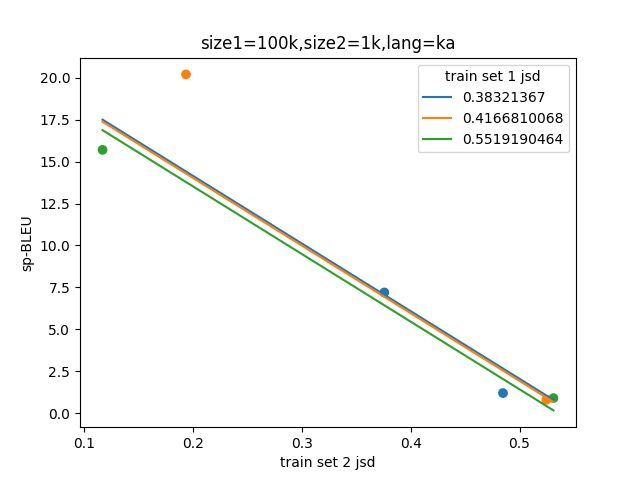 size1=100k,size2=1k,lang=ka
train set 1 jsd
0.38321367
0.4166810068
0.5519190464
20.0
17.5
15.0
12.5
10.0
7.5
5.0
2.5
0.0
sp-BLEU
0.1 0.2 0.3 0.4 0.5
train set 2 jsd